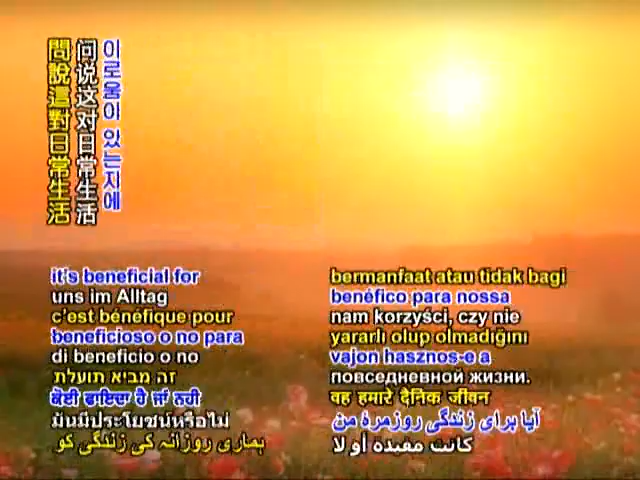 問說這對日常生活
问说这对日常生活
이로움이 있는지에
it's beneficial for
uns im Alltag
c'est bénéfique pour
beneficioso o no para
di beneficio o no
זה מביא תועלת
ਕੋਈ ਫਾਇਦਾ ਹੈ ਜਾਂ ਨਹੀ
มันมีประโยชน์หรือไม่
ہماری روزانہ کی زندگی کو
bermanfaat atau tidak bagi
benéfico para nossa
nam korzyści, czy nie
yararlı olup olmadığını
vajon hasznos-e a
повседневной жизни.
वह हमारे दैनिक जीवन
آیا برای زندگی روزمرۀ من
كانت مفيدة أو لا